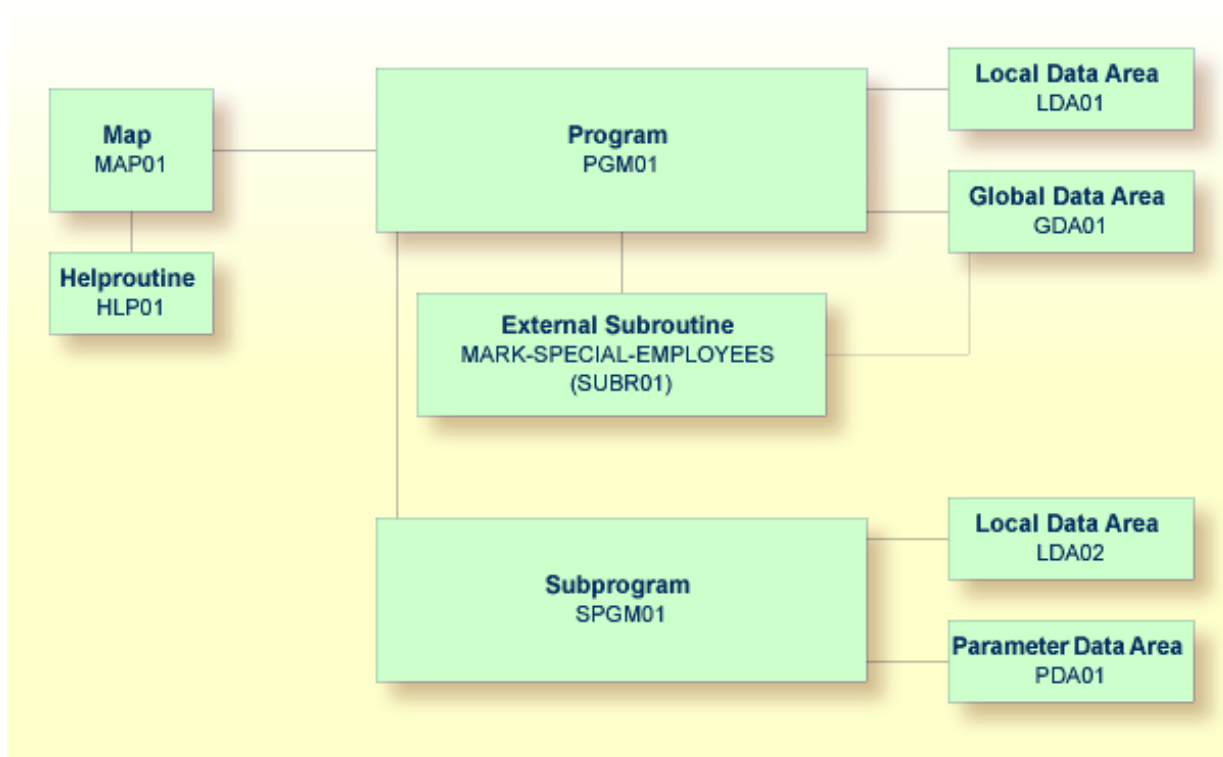 Map
MAP01
Helproutine
HLP01
Program
PGM01
Local Data Area
LDA01
Global Data Area
GDA01
External Subroutine
MARK-SPECIAL-EMPLOYEES
(SUBR01)
Subprogram
SPGM01
Local Data Area
LDA02
Parameter Data Area
PDA01